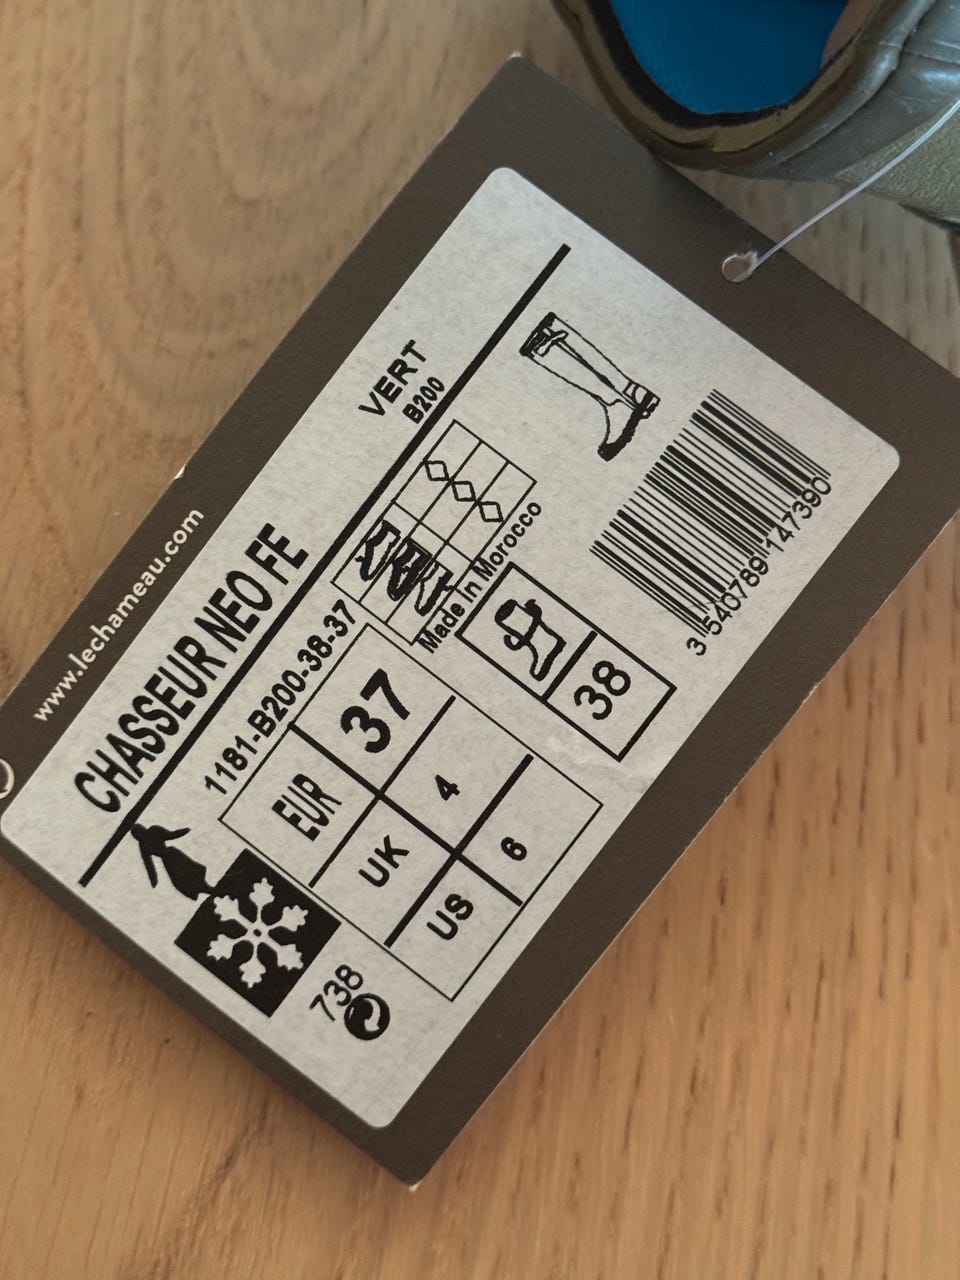 www.lechameau.com
CHASSEUR NEO FE
VERT
B200
1181-B200-38-37
Made In Morocco
EUR 37
UK 4
US 6
38
738
3 540789 147390